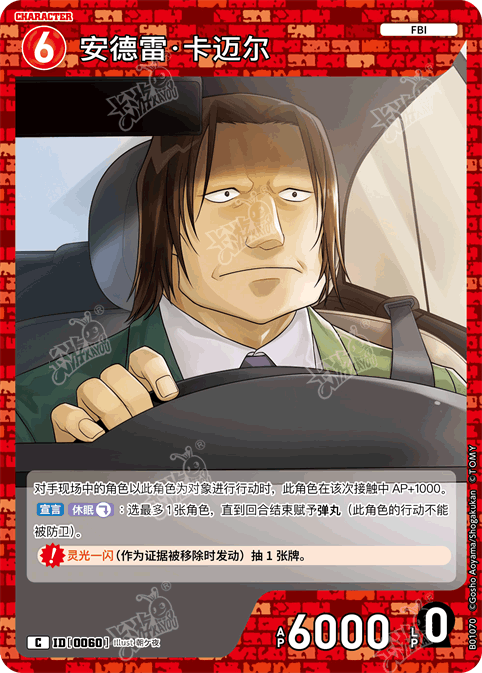 CHARACTER
6
安德雷·卡迈尔
FBI
对手现场中的角色以此角色为对象进行行动时，此角色在该次接触中 AP+1000。
宣言 休眠 ：选最多1张角色，直到回合结束赋予弹丸（此角色的行动不能
被防卫）。
灵光一闪（作为证据被移除时发动）抽 1 张牌。
C ID[0060] illust 朝ケ夜
AP 6000 LP 0
B01070 ©Gosho Aoyama/Shogakukan ©TOMY